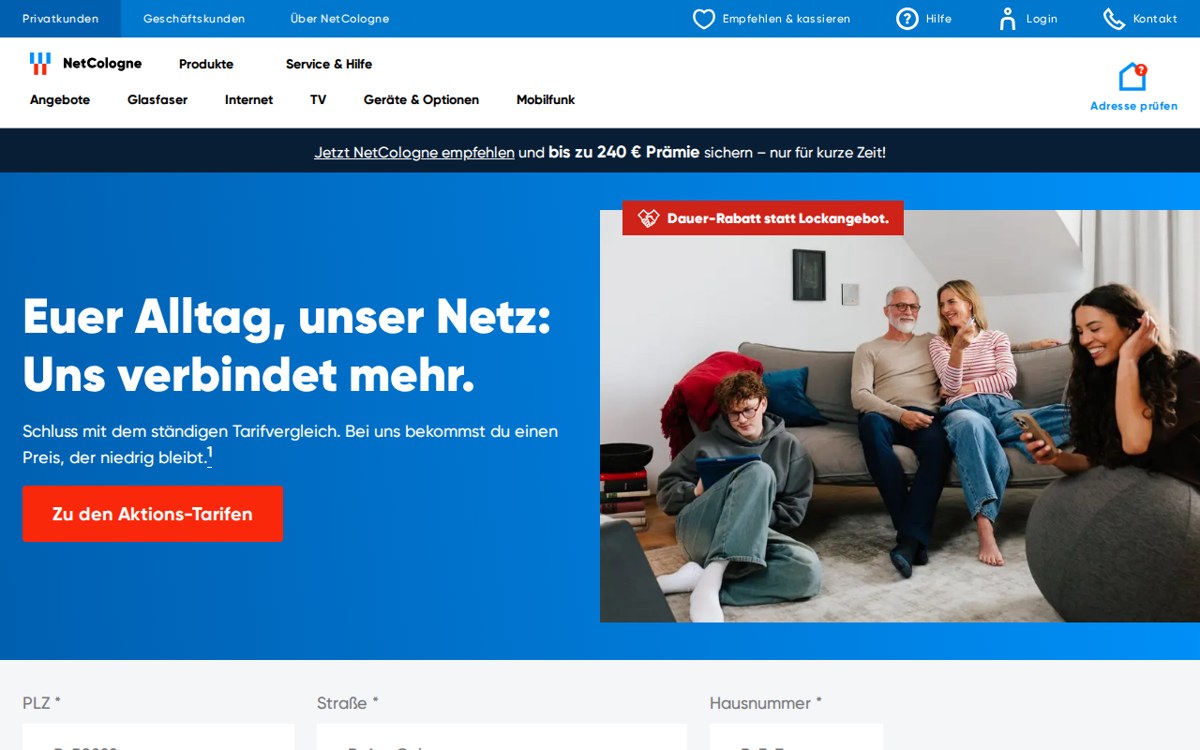 Privatkunden Geschäftskunden Über NetCologne Empfehlen & kassieren Hilfe Login Kontakt
NetCologne Produkte Service & Hilfe
Angebote Glasfaser Internet TV Geräte & Optionen Mobilfunk
Adresse prüfen
Jetzt NetCologne empfehlen und bis zu 240 € Prämie sichern – nur für kurze Zeit!
Dauer-Rabatt statt Lockangebot.
Euer Alltag, unser Netz:
Uns verbindet mehr.
Schluss mit dem ständigen Tarifvergleich. Bei uns bekommst du einen
Preis, der niedrig bleibt.1
Zu den Aktions-Tarifen
PLZ * Straße * Hausnummer *